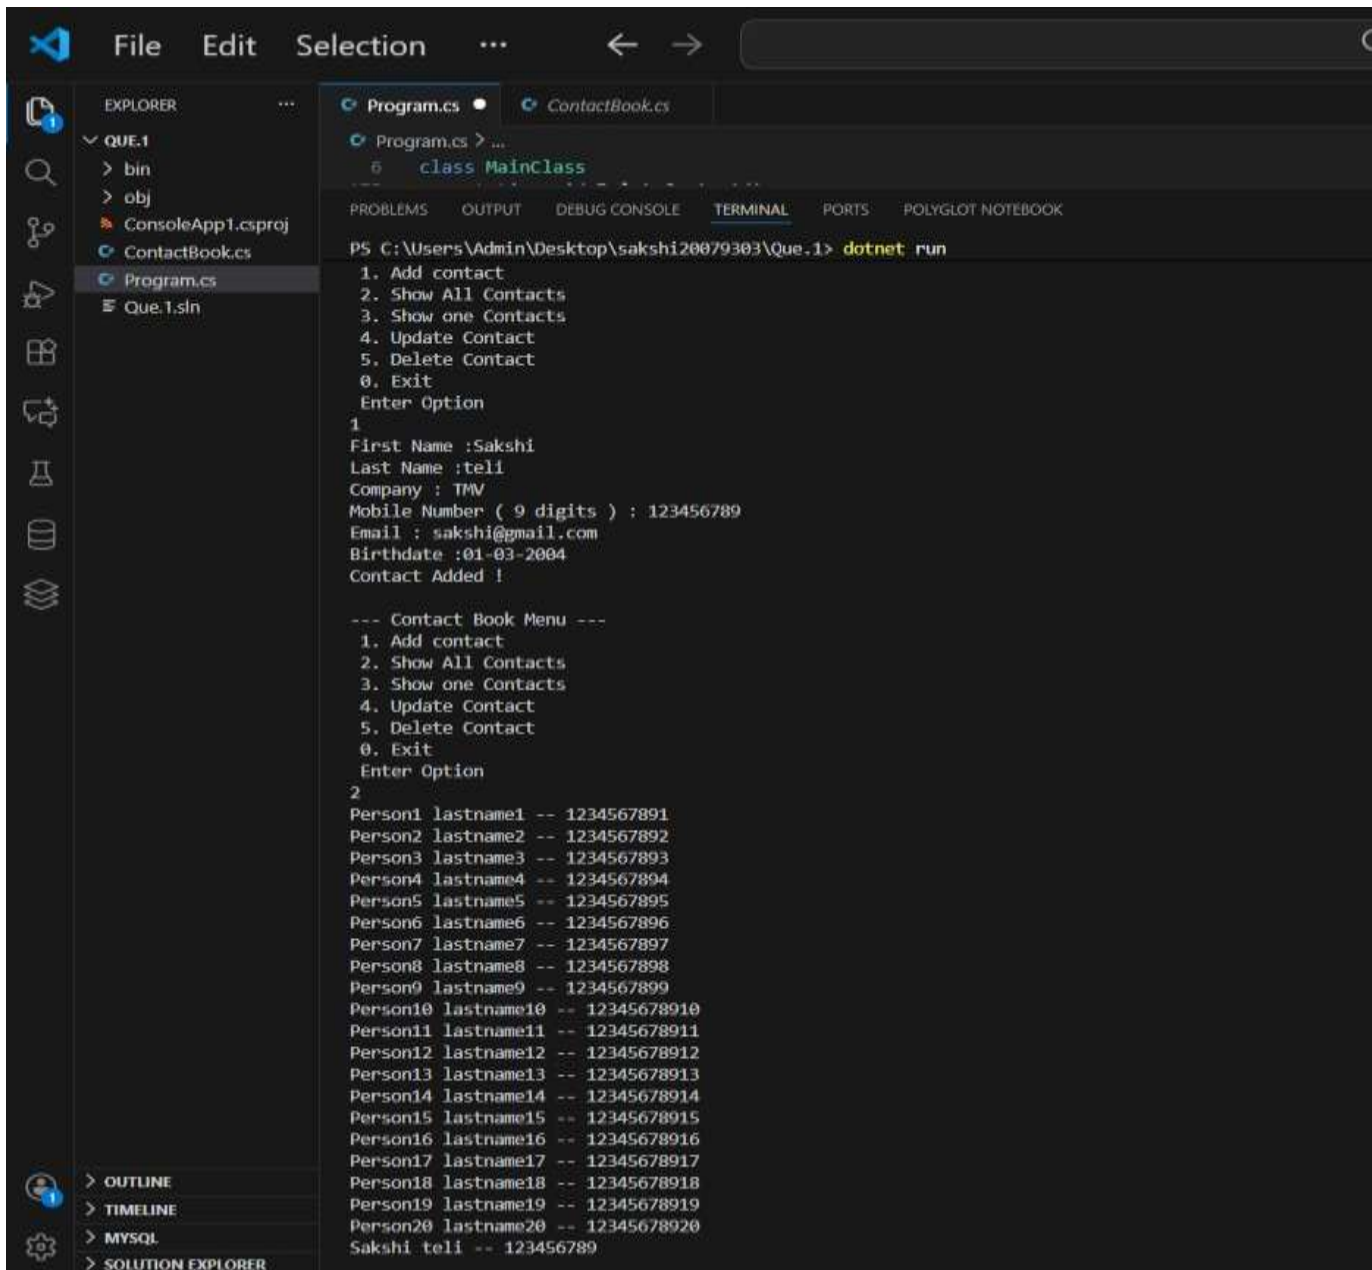 File Edit Selection ...
EXPLORER ...
QUE.1
bin
obj
ConsoleApp1.csproj
ContactBook.cs
Program.cs
Que.1.sln
OUTLINE
TIMELINE
MYSQL
SOLUTION EXPLORER
1
1
Program.cs
ContactBook.cs
Program.cs > ...
6 class MainClass
PROBLEMS OUTPUT DEBUG CONSOLE TERMINAL PORTS POLYGLOT NOTEBOOK
PS C:\Users\Admin\Desktop\sakshi20079303\Que.1> dotnet run
1. Add contact
2. Show All Contacts
3. Show one Contacts
4. Update Contact
5. Delete Contact
0. Exit
Enter Option
1
First Name :Sakshi
Last Name :teli
Company : TMV
Mobile Number ( 9 digits ) : 123456789
Email : sakshi@gmail.com
Birthdate :01-03-2004
Contact Added !
--- Contact Book Menu ---
1. Add contact
2. Show All Contacts
3. Show one Contacts
4. Update Contact
5. Delete Contact
0. Exit
Enter Option
2
Person1 lastname1 -- 1234567891
Person2 lastname2 -- 1234567892
Person3 lastname3 -- 1234567893
Person4 lastname4 -- 1234567894
Person5 lastname5 -- 1234567895
Person6 lastname6 -- 1234567896
Person7 lastname7 -- 1234567897
Person8 lastname8 -- 1234567898
Person9 lastname9 -- 1234567899
Person10 lastname10 -- 12345678910
Person11 lastname11 -- 12345678911
Person12 lastname12 -- 12345678912
Person13 lastname13 -- 12345678913
Person14 lastname14 -- 12345678914
Person15 lastname15 -- 12345678915
Person16 lastname16 -- 12345678916
Person17 lastname17 -- 12345678917
Person18 lastname18 -- 12345678918
Person19 lastname19 -- 12345678919
Person20 lastname20 -- 12345678920
Sakshi teli -- 123456789